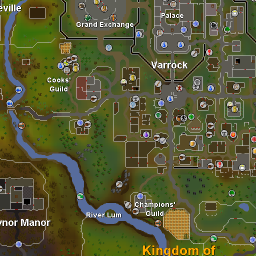 eville
Grand Exchange
Palace
Varrock
Cooks'
Guild
ynor Manor
River Lum
Champions'
Guild
Kingdom of